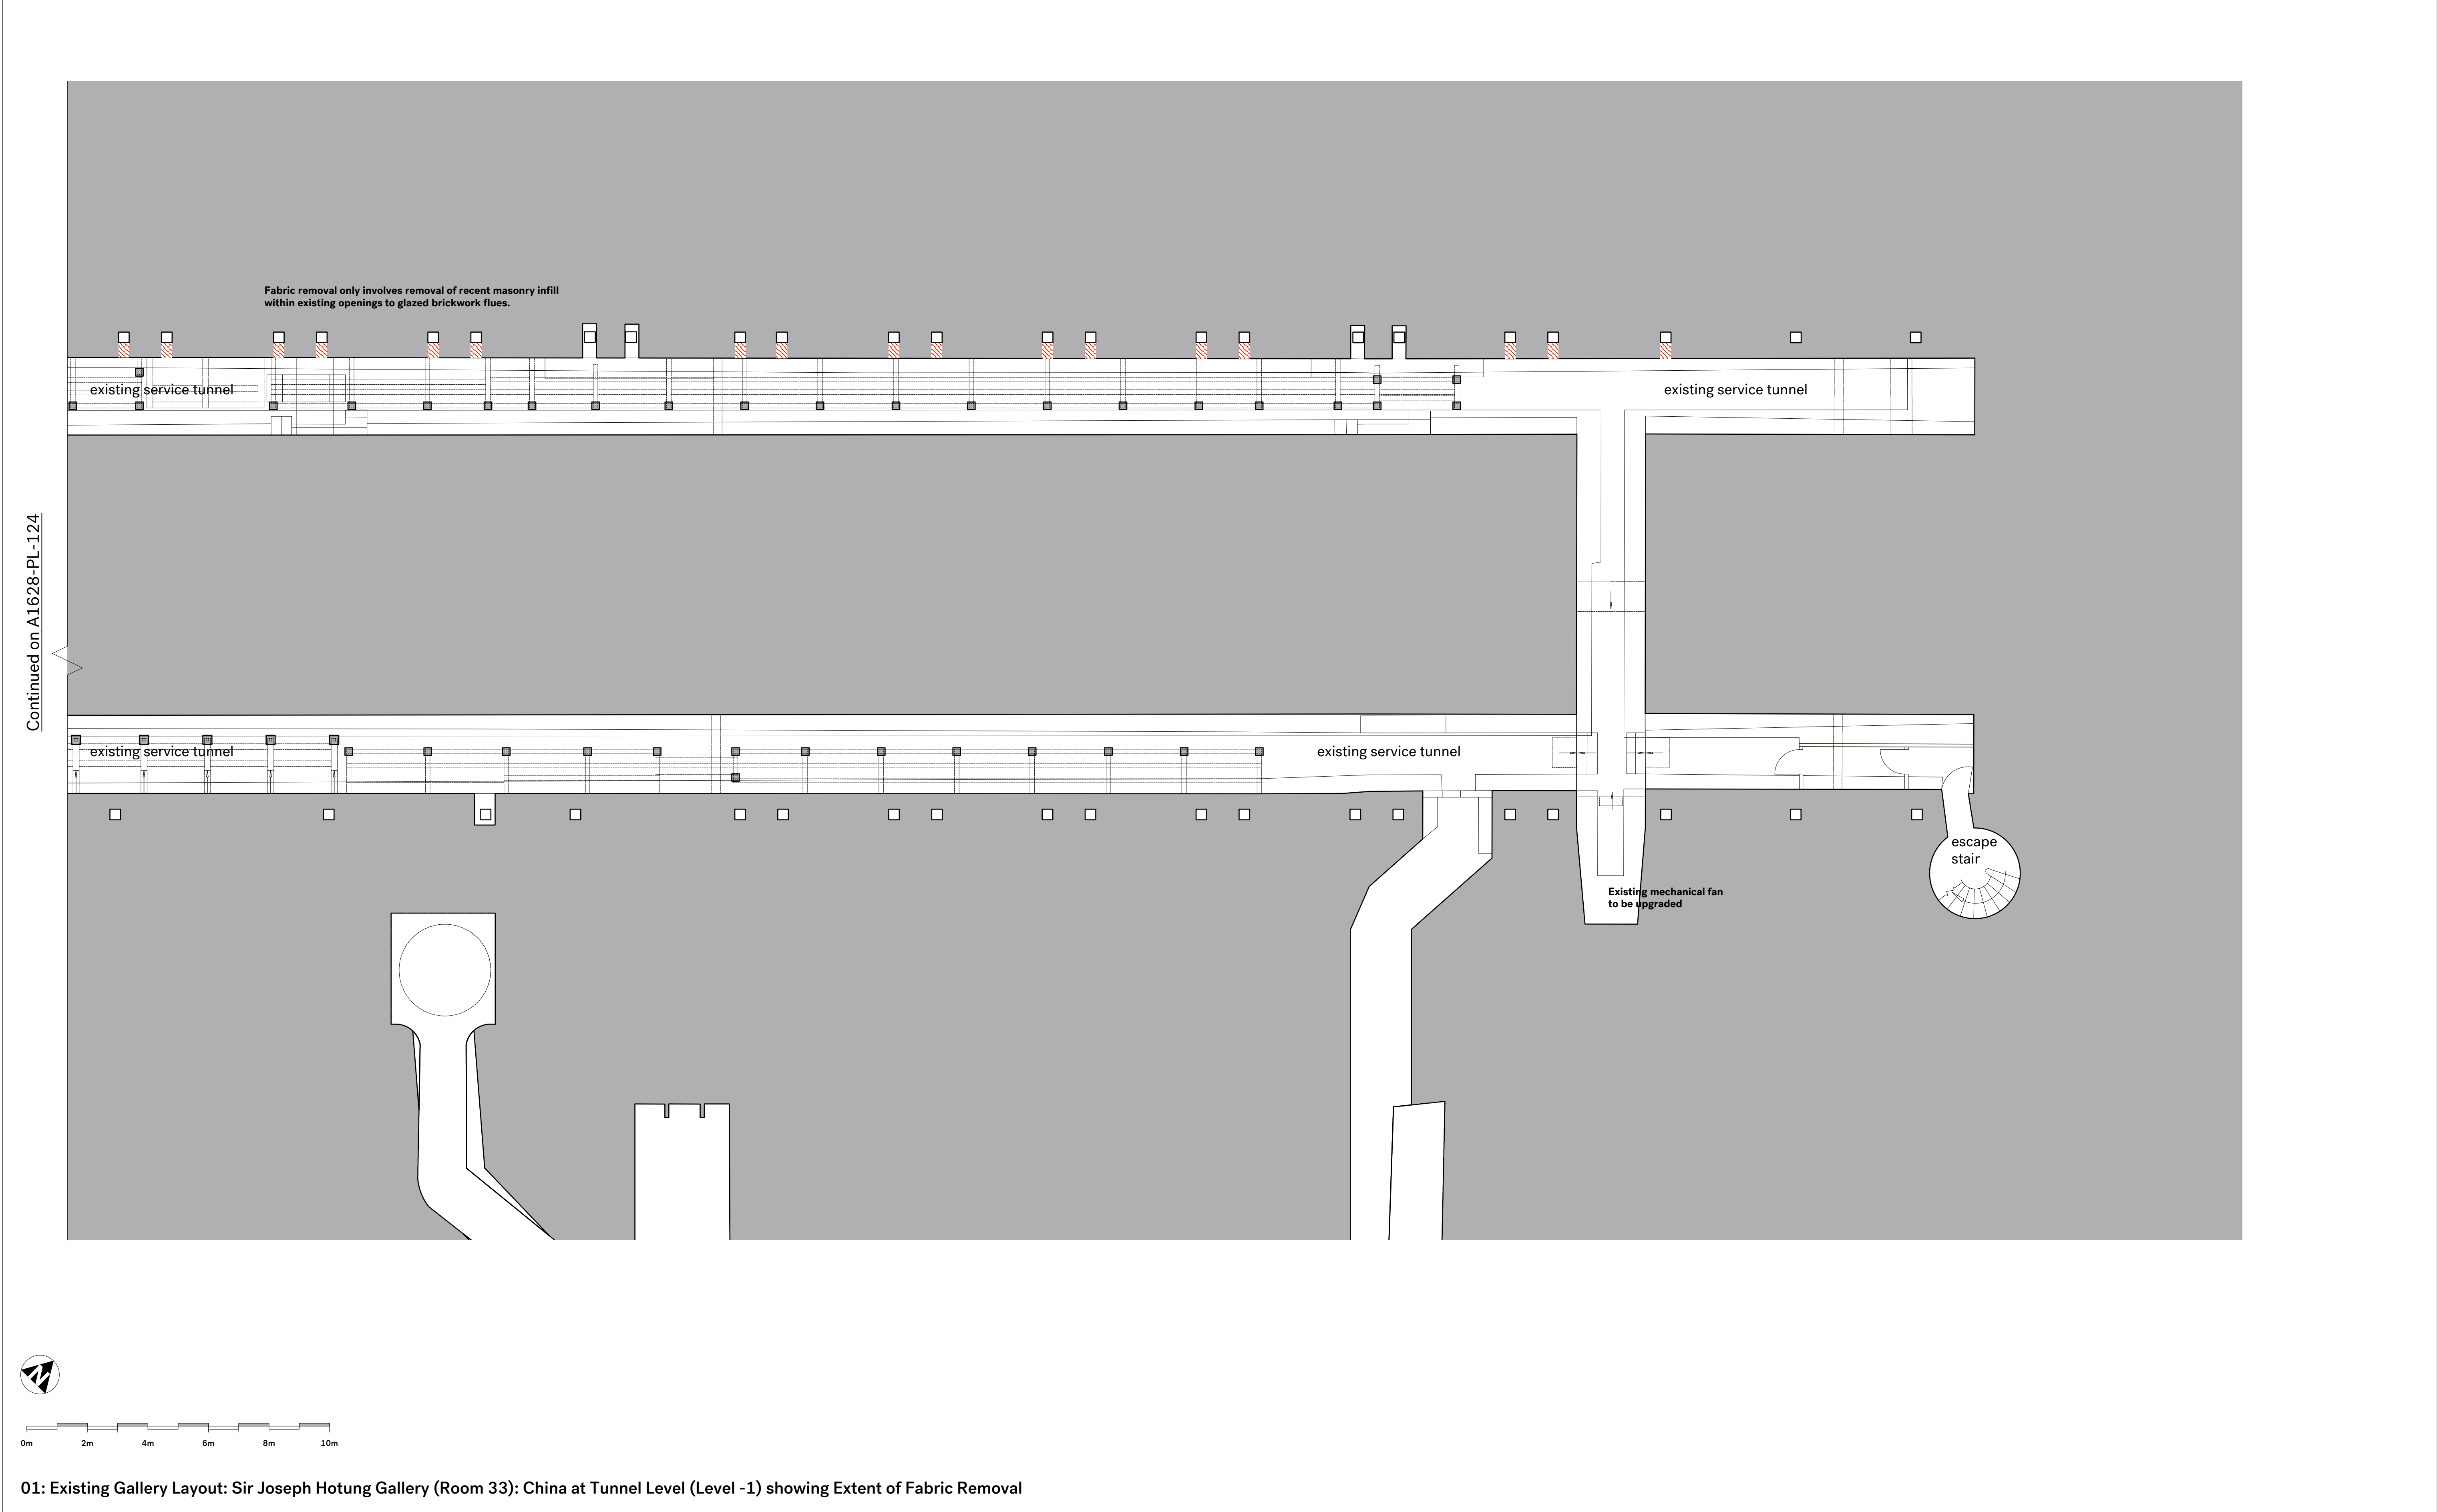 Fabric removal only involves removal of recent masonry infill
within existing openings to glazed brickwork flues.
existing service tunnel
existing service tunnel
Continued on A1628-PL-124
existing service tunnel
existing service tunnel
escape
stair
Existing mechanical fan
to be upgraded
N
0m 2m 4m 6m 8m 10m
01: Existing Gallery Layout: Sir Joseph Hotung Gallery (Room 33): China at Tunnel Level (Level -1) showing Extent of Fabric Removal